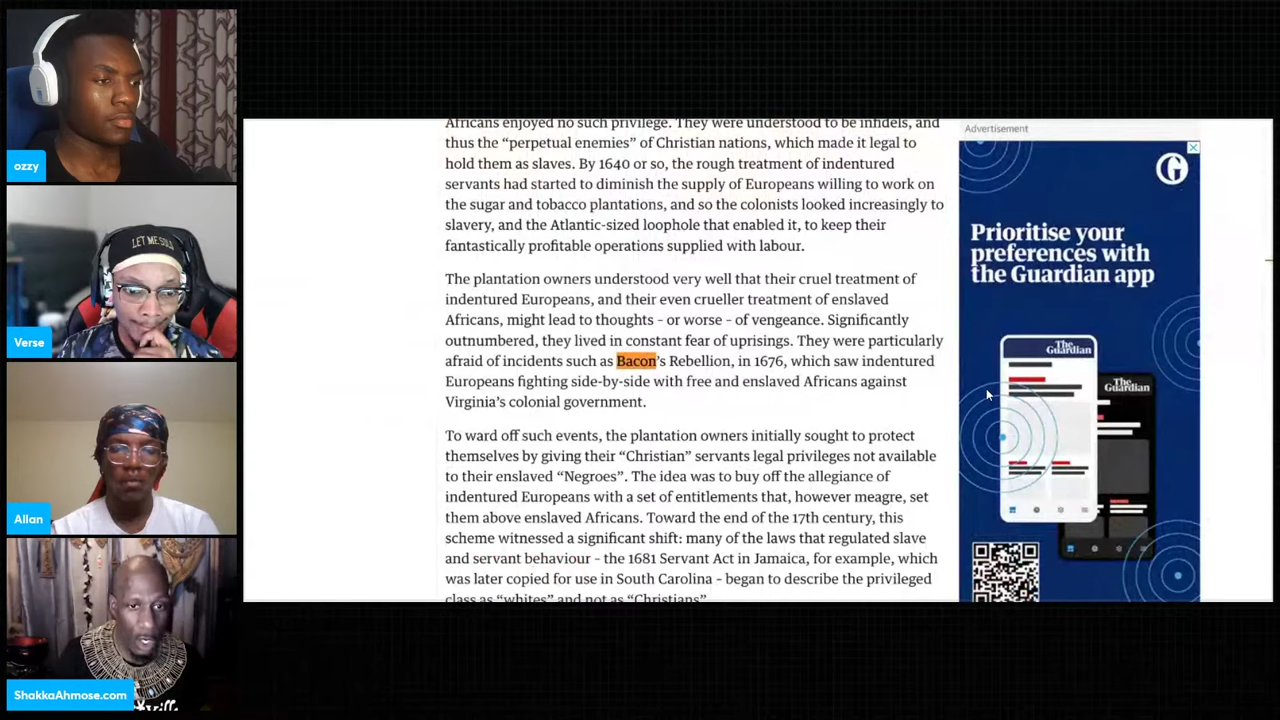 ozzy
LET ME SOLO
Verse
Allan
ShakkaAhmose.com
Africans enjoyed no such privilege. They were understood to be infidels, and
thus the “perpetual enemies” of Christian nations, which made it legal to
hold them as slaves. By 1640 or so, the rough treatment of indentured
servants had started to diminish the supply of Europeans willing to work on
the sugar and tobacco plantations, and so the colonists looked increasingly to
slavery, and the Atlantic-sized loophole that enabled it, to keep their
fantastically profitable operations supplied with labour.
The plantation owners understood very well that their cruel treatment of
indentured Europeans, and their even crueller treatment of enslaved
Africans, might lead to thoughts – or worse – of vengeance. Significantly
outnumbered, they lived in constant fear of uprisings. They were particularly
afraid of incidents such as Bacon’s Rebellion, in 1676, which saw indentured
Europeans fighting side-by-side with free and enslaved Africans against
Virginia’s colonial government.
To ward off such events, the plantation owners initially sought to protect
themselves by giving their “Christian” servants legal privileges not available
to their enslaved “Negroes”. The idea was to buy off the allegiance of
indentured Europeans with a set of entitlements that, however meagre, set
them above enslaved Africans. Toward the end of the 17th century, this
scheme witnessed a significant shift: many of the laws that regulated slave
and servant behaviour – the 1681 Servant Act in Jamaica, for example, which
was later copied for use in South Carolina – began to describe the privileged
class as “whites” and not as “Christians”.
Advertisement
G
Prioritise your
preferences with
the Guardian app
The
Guardian
The
Guardian